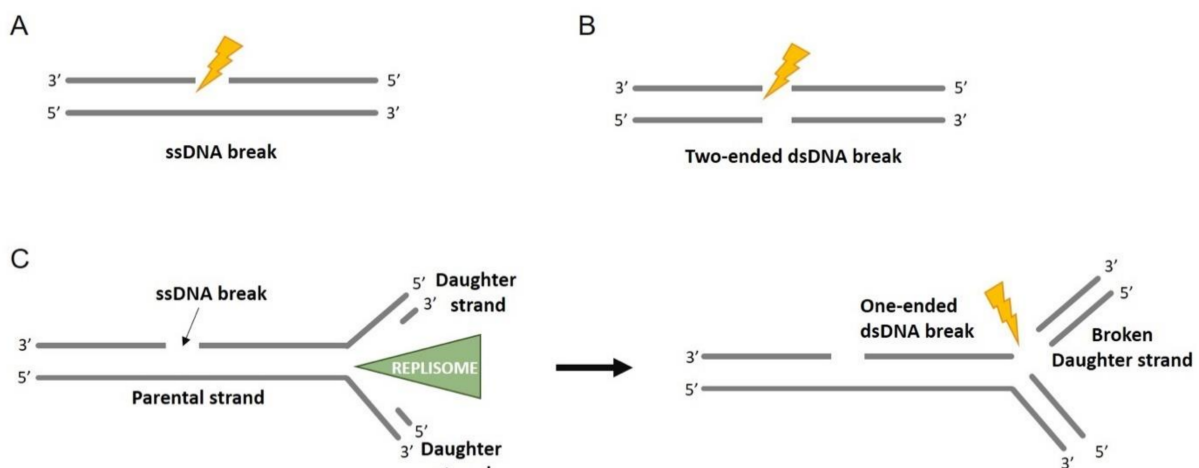 A
3' 5'
5' 3'
ssDNA break
B
3' 5'
5' 3'
Two-ended dsDNA break
C
ssDNA break
5' Daughter
3' strand
3'
5'
REPLISOME
Parental strand
5'
3' Daughter
One-ended
dsDNA break
3'
5'
Broken
Daughter strand
3'
5'
5'
3'